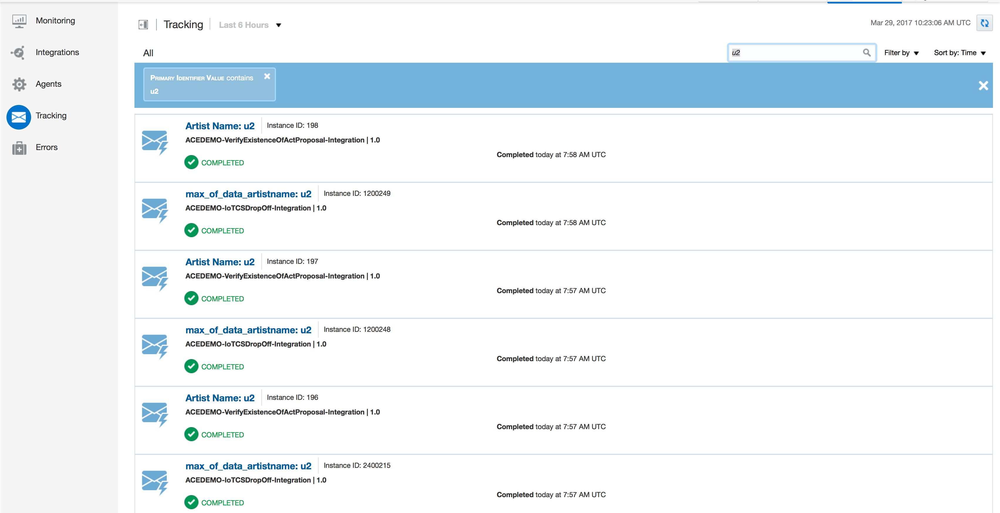 Monitoring
Integrations
Agents
Tracking
Errors
Tracking
Last 6 Hours
Mar 29, 2017 10:23:06 AM UTC
All
u2
Filter by
Sort by: Time
PRIMARY IDENTIFIER VALUE contains
u2
Artist Name: u2
Instance ID: 198
ACEDEMO-VerifyExistenceOfActProposal-Integration | 1.0
Completed today at 7:58 AM UTC
COMPLETED
max_of_data_artistname: u2
Instance ID: 1200249
ACEDEMO-IoTCSDropOff-Integration | 1.0
Completed today at 7:58 AM UTC
COMPLETED
Artist Name: u2
Instance ID: 197
ACEDEMO-VerifyExistenceOfActProposal-Integration | 1.0
Completed today at 7:57 AM UTC
COMPLETED
max_of_data_artistname: u2
Instance ID: 1200248
ACEDEMO-IoTCSDropOff-Integration | 1.0
Completed today at 7:57 AM UTC
COMPLETED
Artist Name: u2
Instance ID: 196
ACEDEMO-VerifyExistenceOfActProposal-Integration | 1.0
Completed today at 7:57 AM UTC
COMPLETED
max_of_data_artistname: u2
Instance ID: 2400215
ACEDEMO-IoTCSDropOff-Integration | 1.0
Completed today at 7:57 AM UTC
COMPLETED